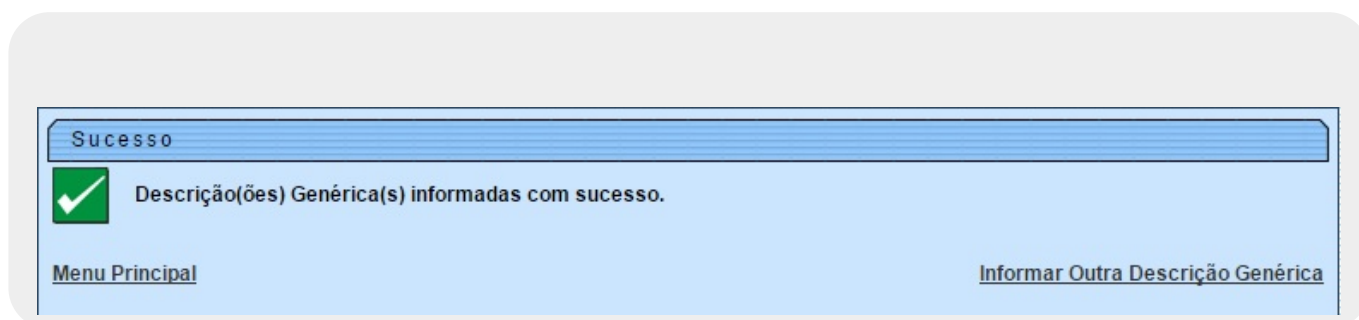 Sucesso
Descrição(ões) Genérica(s) informadas com sucesso.
Menu Principal
Informar Outra Descrição Genérica